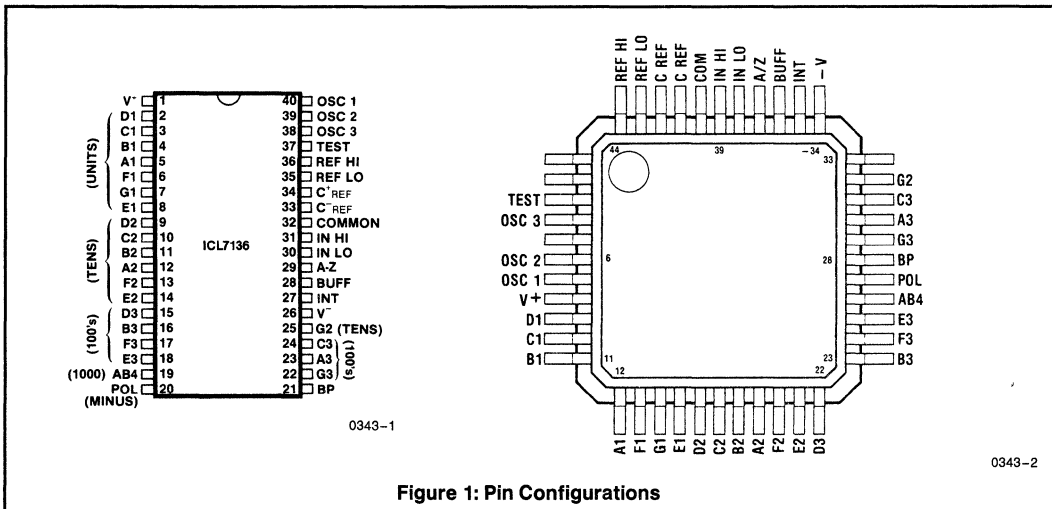 V+ 1
D1 2
C1 3
B1 4
A1 5
F1 6
G1 7
E1 8
D2 9
C2 10
B2 11
A2 12
F2 13
E2 14
D3 15
B3 16
F3 17
E3 18
(1000) AB4 19
POL 20
(MINUS)
(UNITS)
(TENS)
(100's)
ICL7136
40 OSC 1
39 OSC 2
38 OSC 3
37 TEST
36 REF HI
35 REF LO
34 C+REF
33 C−REF
32 COMMON
31 IN HI
30 IN LO
29 A-Z
28 BUFF
27 INT
26 V−
25 G2 (TENS)
24 C3
23 A3
22 G3
(100's)
21 BP
0343–1
REF HI
REF LO
C REF
C REF
COM
IN HI
IN LO
A/Z
BUFF
INT
–V
44
39
–34
33
TEST
OSC 3
OSC 2
OSC 1
V+
D1
C1
B1
6
11
12
28
23
22
G2
C3
A3
G3
BP
POL
AB4
E3
F3
B3
A1
F1
G1
E1
D2
C2
B2
A2
F2
E2
D3
0343–2
Figure 1: Pin Configurations